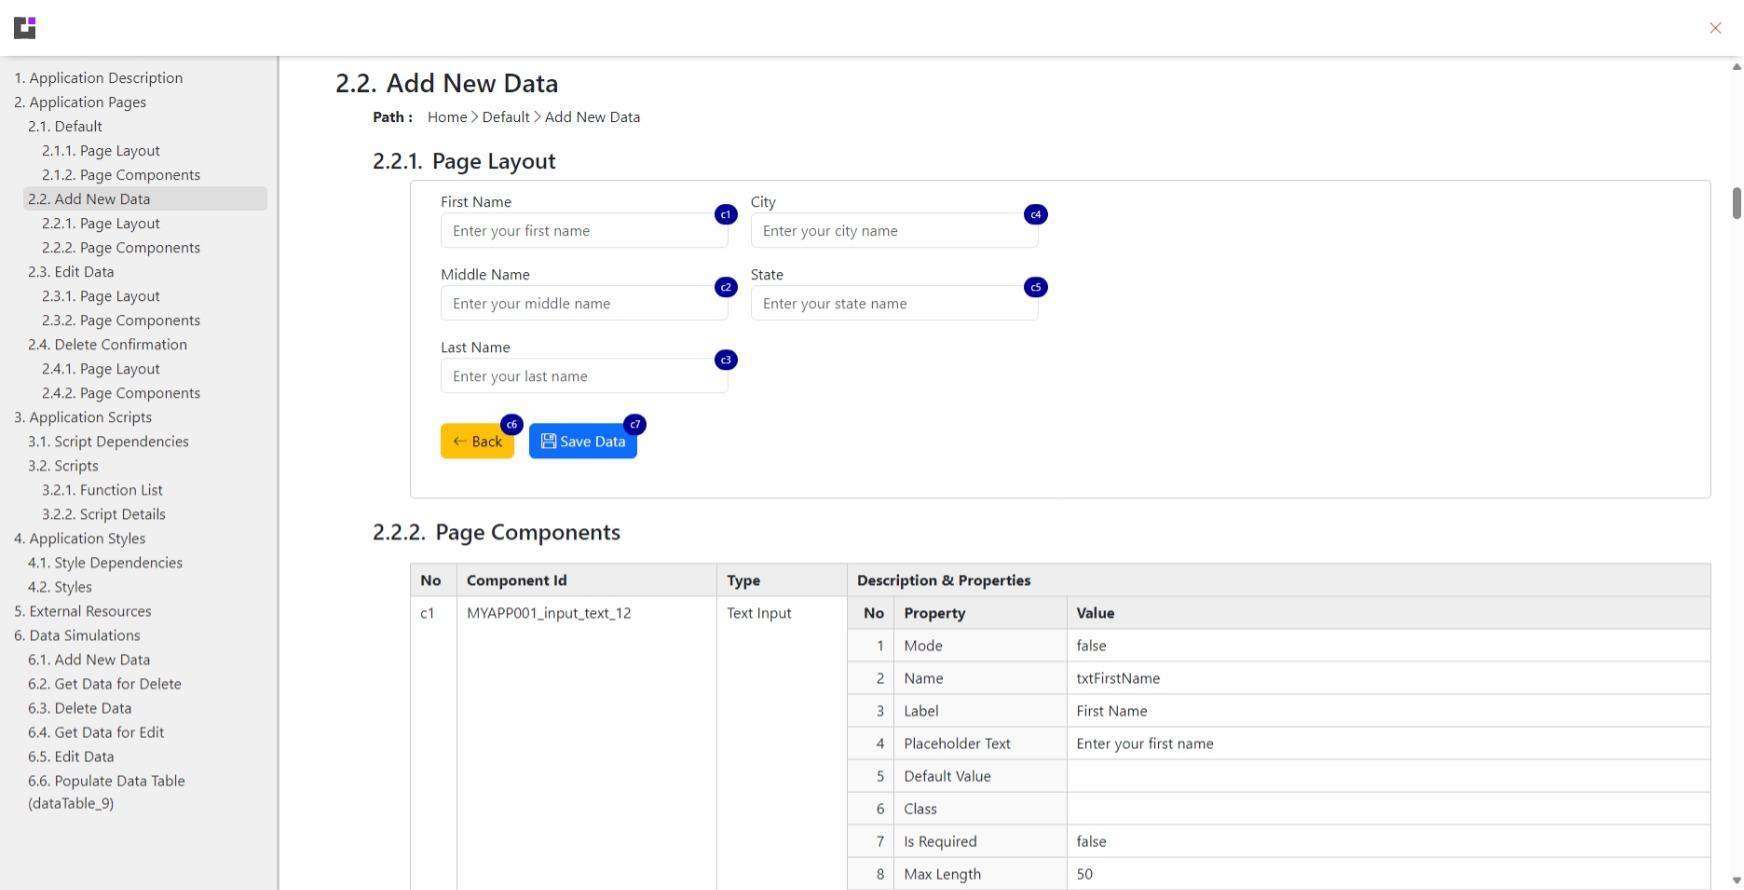 1. Application Description
2. Application Pages
2.1. Default
2.1.1. Page Layout
2.1.2. Page Components
2.2. Add New Data
2.2.1. Page Layout
2.2.2. Page Components
2.3. Edit Data
2.3.1. Page Layout
2.3.2. Page Components
2.4. Delete Confirmation
2.4.1. Page Layout
2.4.2. Page Components
3. Application Scripts
3.1. Script Dependencies
3.2. Scripts
3.2.1. Function List
3.2.2. Script Details
4. Application Styles
4.1. Style Dependencies
4.2. Styles
5. External Resources
6. Data Simulations
6.1. Add New Data
6.2. Get Data for Delete
6.3. Delete Data
6.4. Get Data for Edit
6.5. Edit Data
6.6. Populate Data Table
(dataTable_9)
2.2. Add New Data
Path : Home > Default > Add New Data
2.2.1. Page Layout
First Name City
c1 c4
Enter your first name Enter your city name
Middle Name State
c2 c5
Enter your middle name Enter your state name
Last Name
c3
Enter your last name
c6 c7
← Back Save Data
2.2.2. Page Components
No Component Id Type Description & Properties
c1 MYAPP001_input_text_12 Text Input No Property Value
1 Mode false
2 Name txtFirstName
3 Label First Name
4 Placeholder Text Enter your first name
5 Default Value
6 Class
7 Is Required false
8 Max Length 50